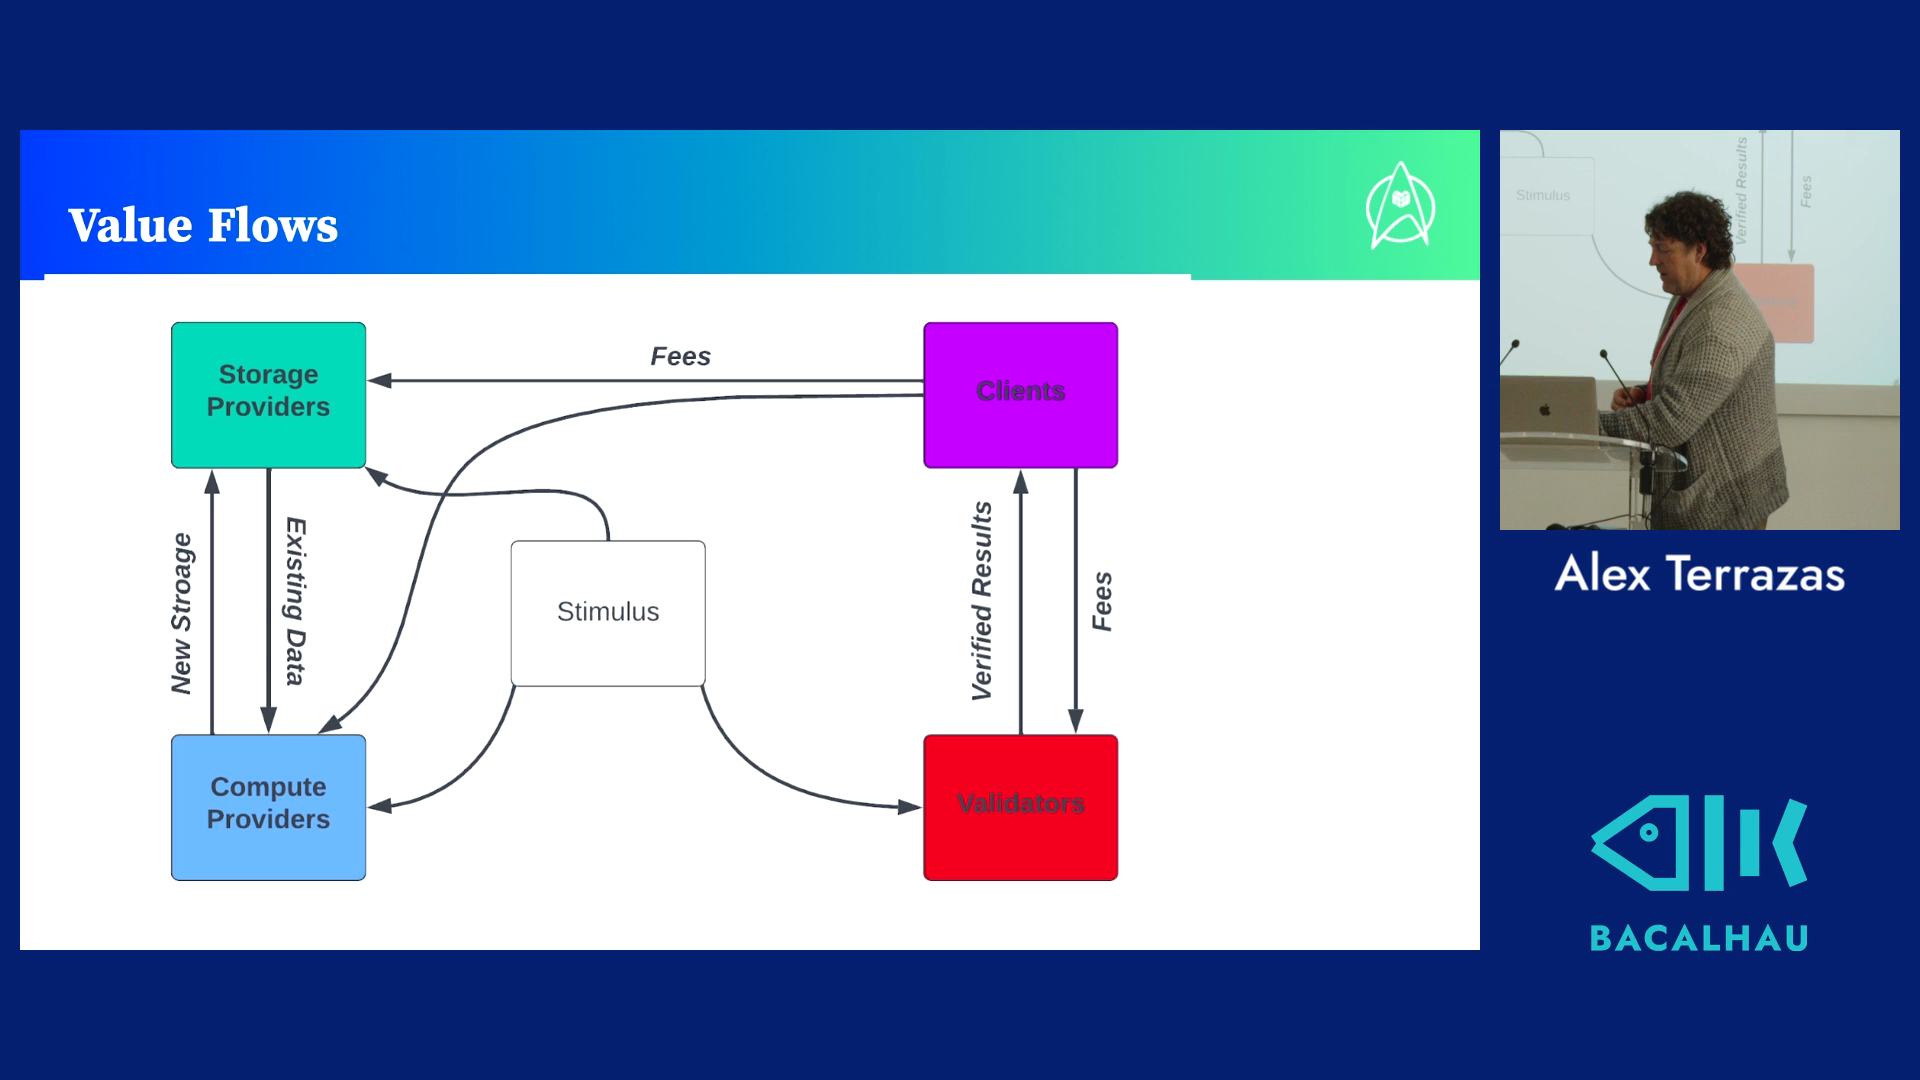 Value Flows
Storage
Providers
Fees
Clients
New Stroage
Existing Data
Stimulus
Verified Results
Fees
Compute
Providers
Validators
Stimulus
Verified Results
Fees
Alex Terrazas
BACALHAU